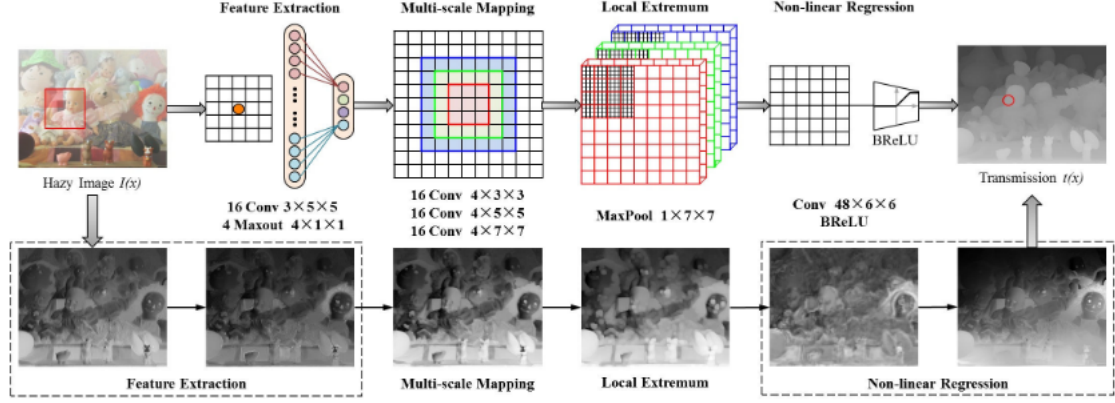 Feature Extraction
Multi-scale Mapping
Local Extremum
Non-linear Regression
BReLU
Hazy Image I(x)
Transmission t(x)
16 Conv 3×5×5
4 Maxout 4×1×1
16 Conv 4×3×3
16 Conv 4×5×5
16 Conv 4×7×7
MaxPool 1×7×7
Conv 48×6×6
BReLU
Feature Extraction
Multi-scale Mapping
Local Extremum
Non-linear Regression